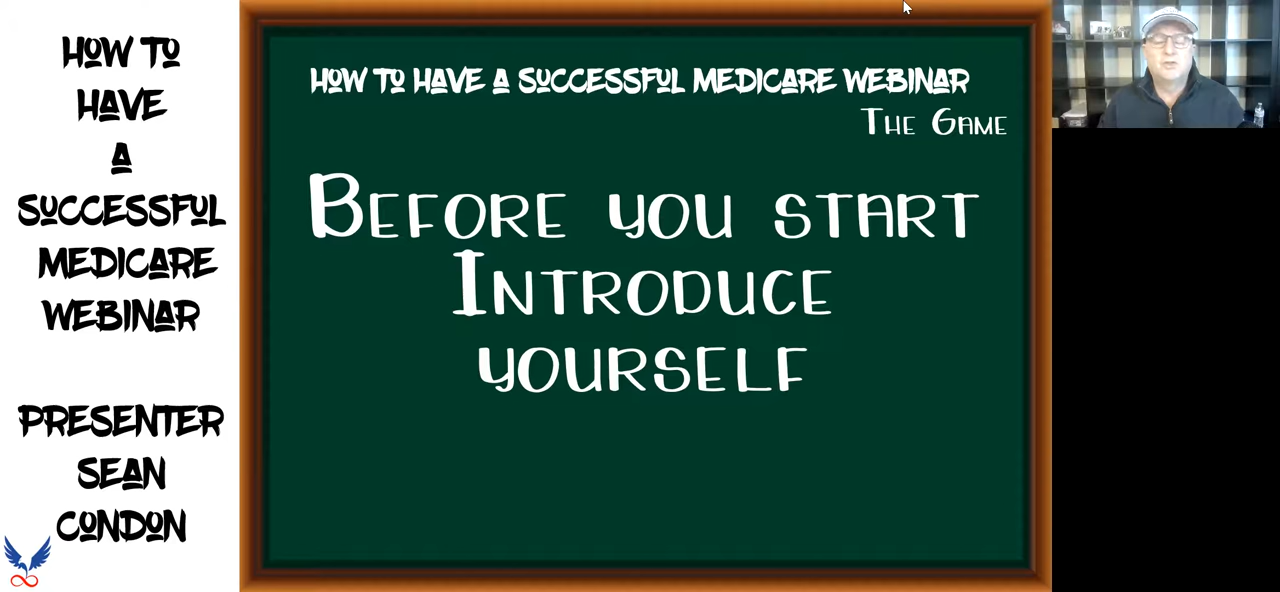 HOW TO
HAVE
A
SUCCESSFUL
MEDICARE
WEBINAR
PRESENTER
SEAN
CONDON
HOW TO HAVE A SUCCESSFUL MEDICARE WEBINAR
THE GAME
BEFORE YOU START
INTRODUCE
YOURSELF